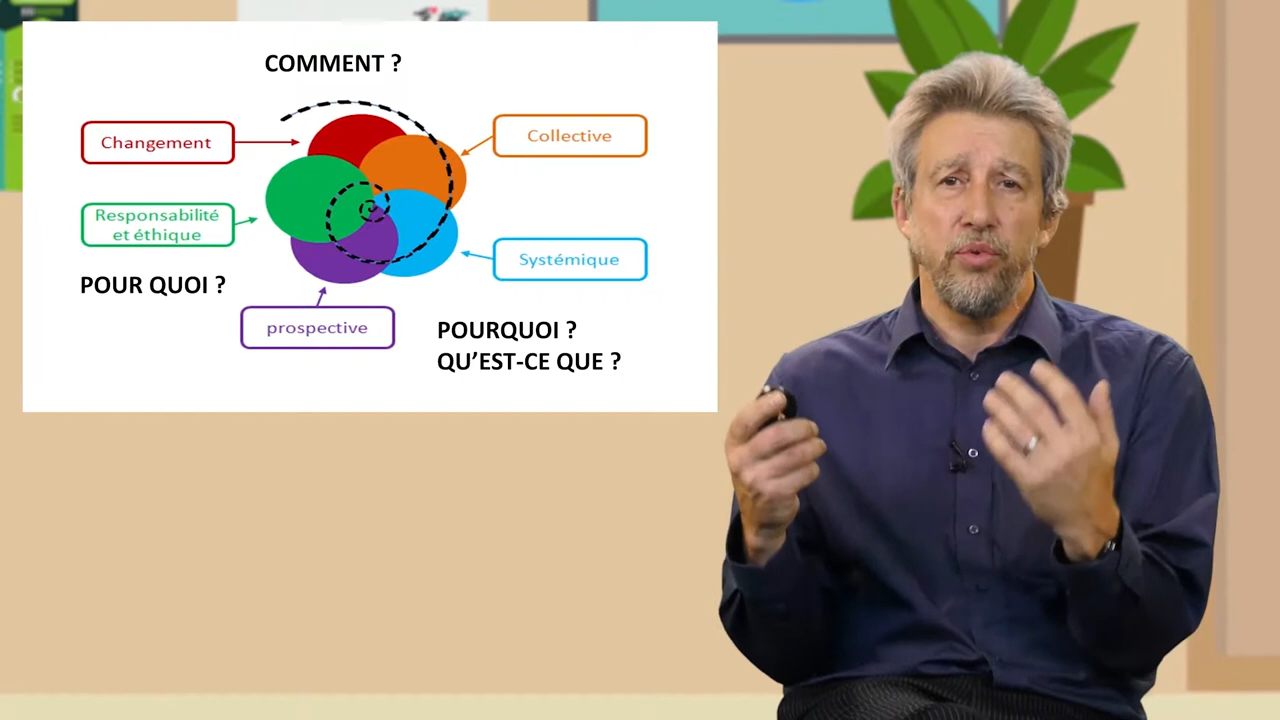 COMMENT ?
Changement
Collective
Responsabilité
et éthique
Systémique
POUR QUOI ?
prospective
POURQUOI ?
QU'EST-CE QUE ?